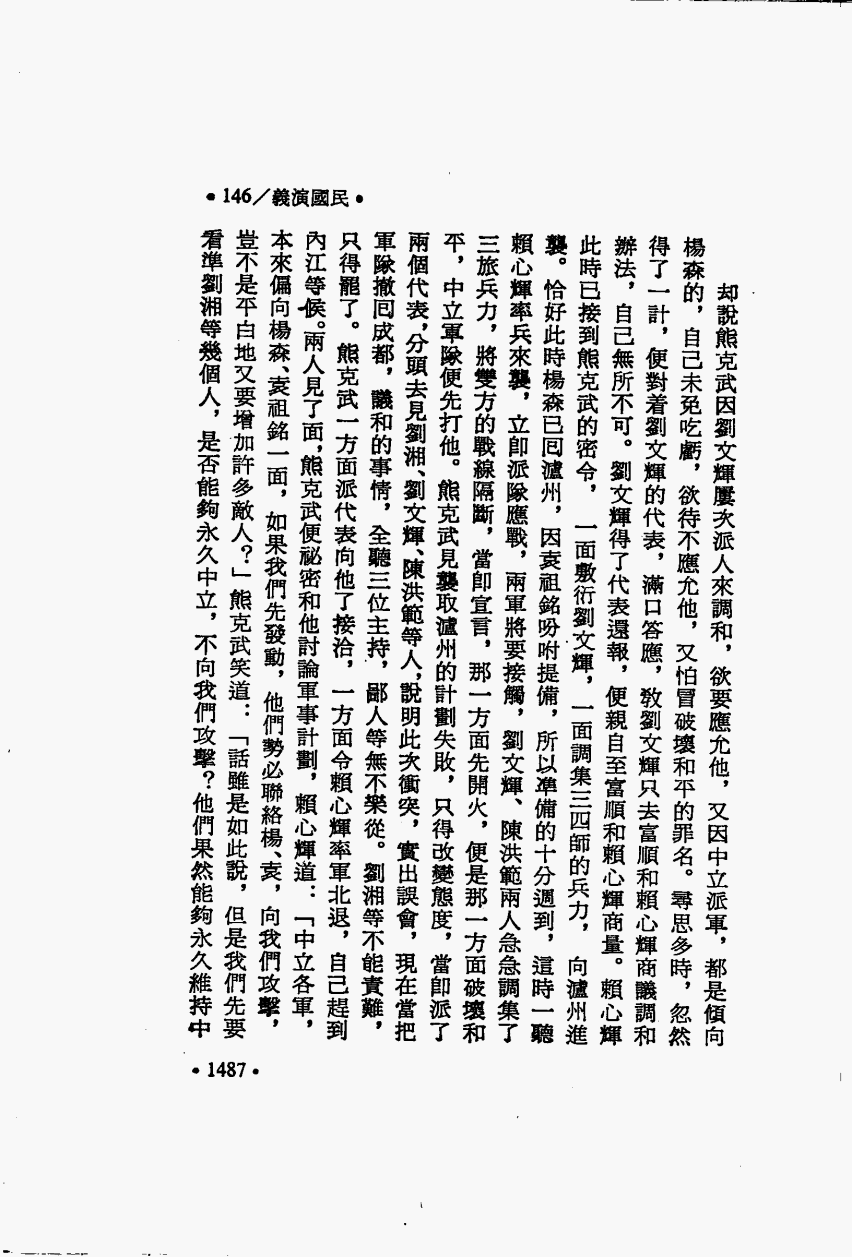 •146／義演國民•
却說熊克武因劉文輝屢次派人來調和，欲要應允他，又因中立派軍，都是傾向
楊森的，自己未免吃虧，欲待不應允他，又怕冒破壞和平的罪名。尋思多時，忽然
得了一計，便對着劉文輝的代表，滿口答應，教劉文輝只去富順和賴心輝商議調和
辦法，自己無所不可。劉文輝得了代表還報，便親自至富順和賴心輝商量。賴心輝
此時已接到熊克武的密令，一面敷衍劉文輝，一面調集三四師的兵力，向瀘州進
襲。恰好此時楊森已回瀘州，因袁祖銘吩咐提備，所以準備的十分週到，這時一聽
賴心輝率兵來襲，立卽派隊應戰，兩軍將要接觸，劉文輝、陳洪範兩人急急調集了
三旅兵力，將雙方的戰線隔斷，當卽宣言，那一方面先開火，便是那一方面破壞和
平，中立軍隊便先打他。熊克武見襲取瀘州的計劃失敗，只得改變態度，當卽派了
兩個代表，分頭去見劉湘、劉文輝、陳洪範等人，說明此次衝突，實出誤會，現在當把
軍隊撤囘成都，議和的事情，全聽三位主持，鄙人等無不樂從。劉湘等不能責難，
只得罷了。熊克武一方面派代表向他了接洽，一方面令賴心輝率軍北退，自己趕到
內江等候。兩人見了面，熊克武便祕密和他討論軍事計劃，賴心輝道：「中立各軍，
本來偏向楊森、袁祖銘一面，如果我們先發動，他們勢必聯絡楊、袁，向我們攻擊，
豈不是平白地又要增加許多敵人？」熊克武笑道：「話雖是如此說，但是我們先要
看準劉湘等幾個人，是否能夠永久中立，不向我們攻擊？他們果然能夠永久維持中
•1487•